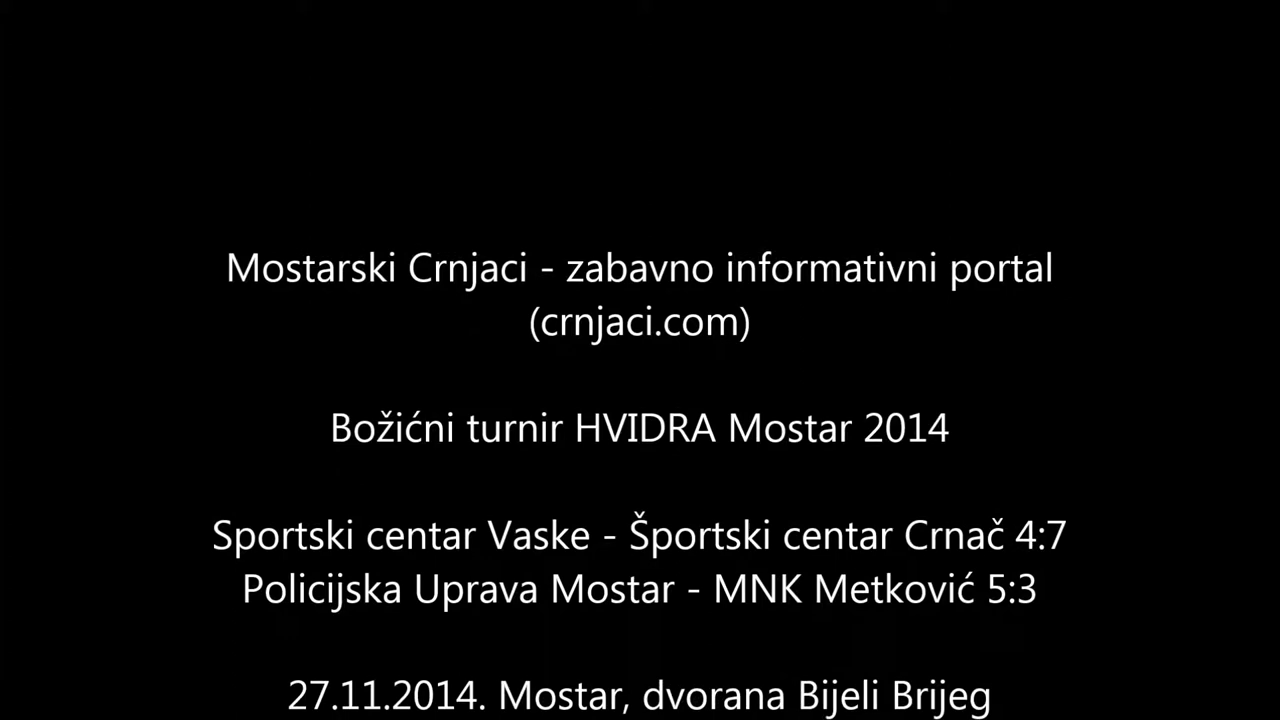 Mostarski Crnjaci - zabavno informativni portal
(crnjaci.com)
Božićni turnir HVIDRA Mostar 2014
Sportski centar Vaske - Športski centar Crnač 4:7
Policijska Uprava Mostar - MNK Metković 5:3
27.11.2014. Mostar, dvorana Bijeli Brijeg